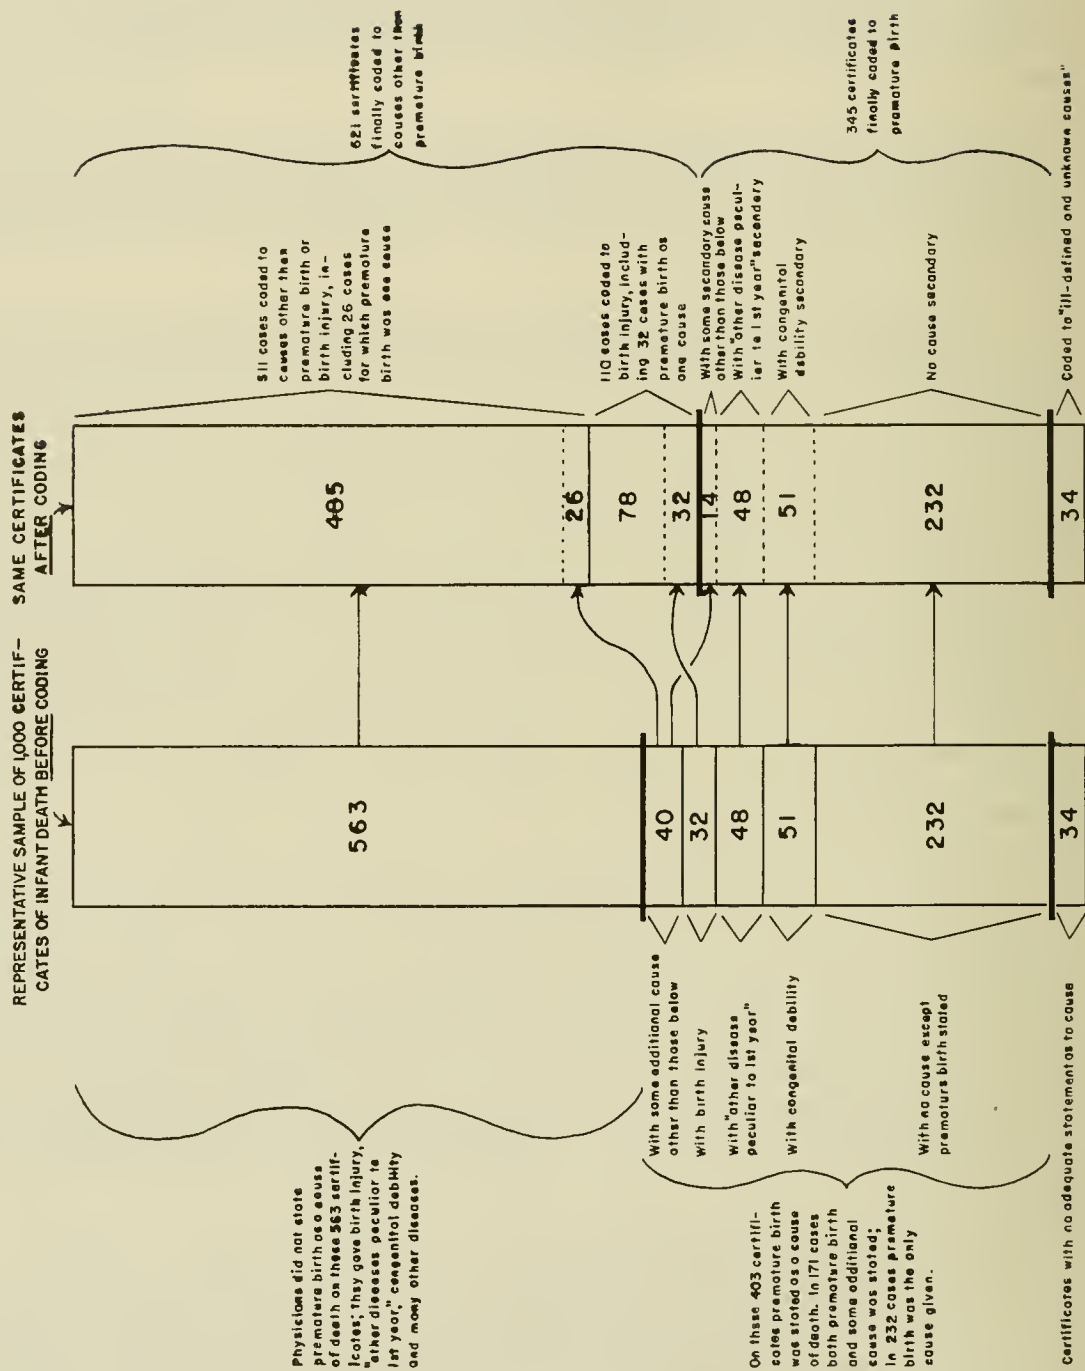 REPRESENTATIVE SAMPLE OF 1,000 CERTIF-
CATES OF INFANT DEATH BEFORE CODING
SAME CERTIFICATES
AFTER CODING
Physicians did not state
premature birth as a cause
of death on these 563 certif-
icates; they gave birth injury,
"other diseases peculiar to
1st year," congenital debility
and many other diseases.
On these 403 certifi-
cates premature birth
was stated as a cause
of death. In 171 cases
both premature birth
and some additional
cause was stated;
in 232 cases premature
birth was the only
cause given.
With some additional cause
other than those below
With birth injury
With "other disease
peculiar to 1st year"
With congenital debility
With no cause except
premature birth stated
Certificates with no adequate statement as to cause
563
40
32
48
51
232
34
485
26
78
32
14
48
51
232
34
511 cases coded to
causes other than
premature birth or
birth injury, in-
cluding 26 cases
for which premature
birth was one cause
110 cases coded to
birth injury, includ-
ing 32 cases with
premature birth as
one cause
With some secondary cause
other than those below
With "other disease pecul-
iar to 1st year" secondary
With congenital
debility secondary
No cause secondary
Coded to "ill-defined and unknown causes"
621 certificates
finally coded to
causes other than
premature birth
345 certificates
finally coded to
premature birth